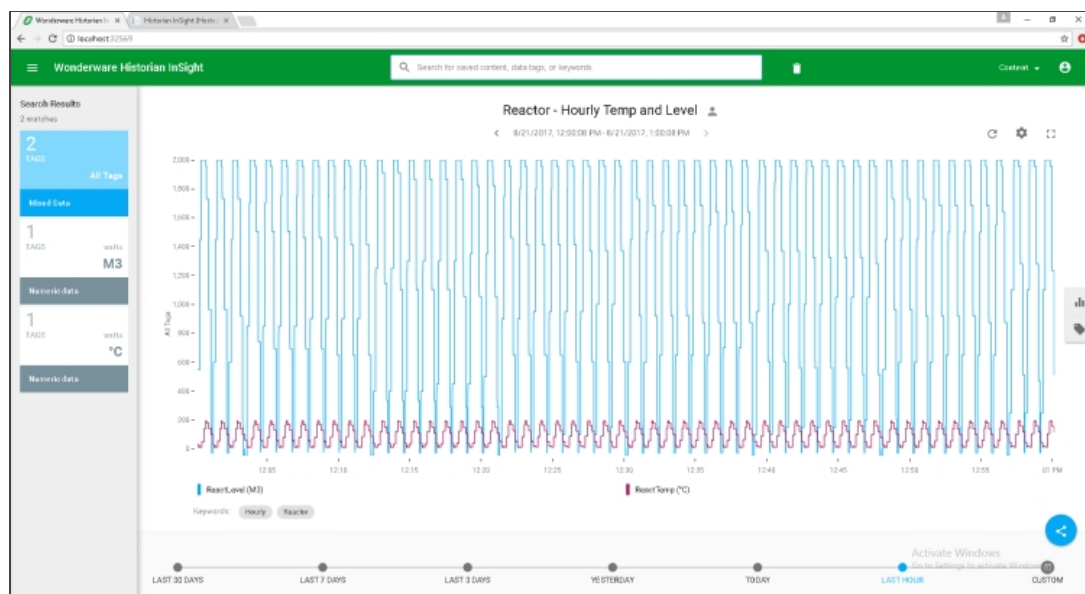 Wonderware Historian In
Historian InSight (Histori
localhost:32569
Wonderware Historian InSight
Search for saved content, data tags, or keywords.
Content
Search Results
2 matches
2
TAGS
All Tags
Mixed Data
1
TAGS
units
M3
Numeric data
1
TAGS
units
°C
Numeric data
Reactor - Hourly Temp and Level
8/21/2017, 12:00:08 PM - 8/21/2017, 1:00:08 PM
2,000
1,800
1,600
1,400
1,200
1,000
800
600
400
200
0
All Tags
12:05 12:10 12:15 12:20 12:25 12:30 12:35 12:40 12:45 12:50 12:55 01 PM
ReactLevel (M3) ReactTemp (°C)
Keywords: Hourly Reactor
Activate Windows
Go to Settings to activate Windows
LAST 30 DAYS LAST 7 DAYS LAST 3 DAYS YESTERDAY TODAY LAST HOUR CUSTOM